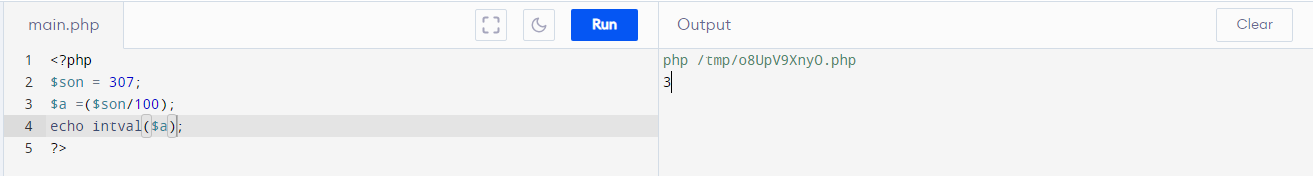 main.php
Run
Output
Clear
1 <?php
2 $son = 307;
3 $a =($son/100);
4 echo intval($a);
5 ?>
php /tmp/o8UpV9XnyO.php
3